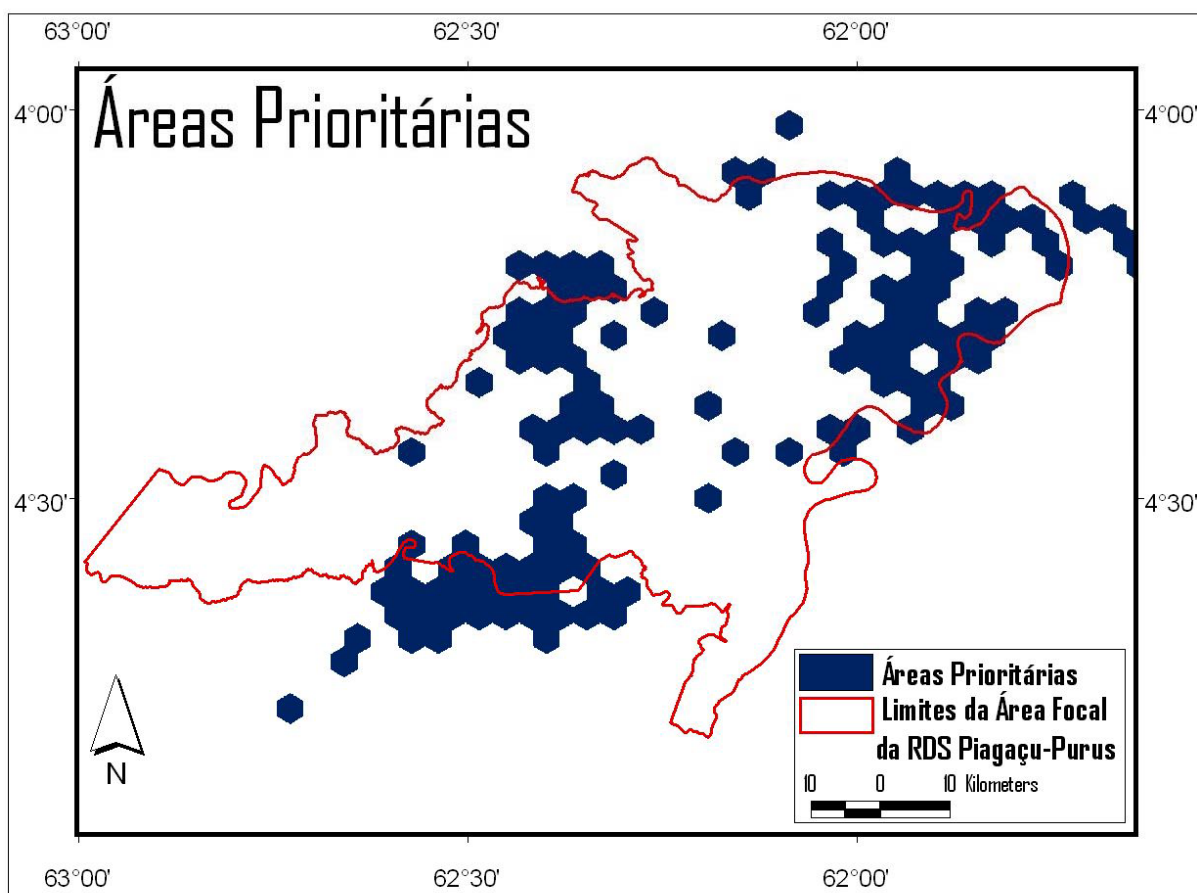 63°00' 62°30' 62°00'
4°00' 4°00'
Áreas Prioritárias
4°30' 4°30'
Áreas Prioritárias
Limites da Área Focal
da RDS Piagaçu-Purus
10 0 10 Kilometers
N
63°00' 62°30' 62°00'